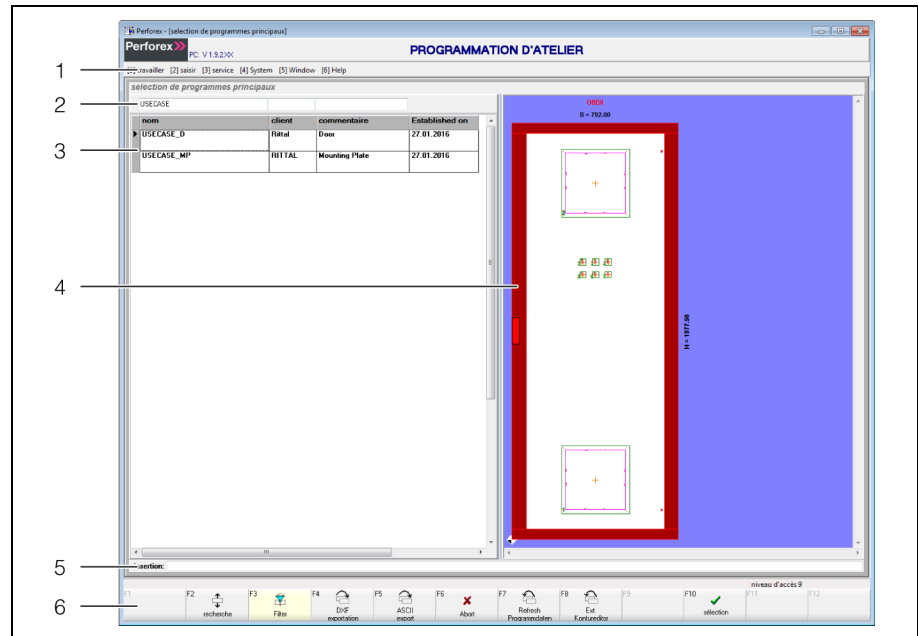 Perforex - [selection de programmes principaux]
Perforex PC: V 1.9.2.XX PROGRAMMATION D'ATELIER
1
travailler [2] saisir [3] service [4] System [5] Window [6] Help
selection de programmes principaux
2
USECASE
nom client commentaire Established on
3
USECASE_D Rittal Door 27.01.2016
USECASE_MP RITTAL Mounting Plate 27.01.2016
OBEN
B = 792.00
2
4
H = 1977.50
1
5
sertion:
niveau d'accès 9
6
F1 F2 recherche
F3 Filter
F4 DXF exportation
F5 ASCII export
F6 Abort
F7 Refresh Programmdaten
F8 Ext. Kontureditor
F9
F10 sélection
F11
F12